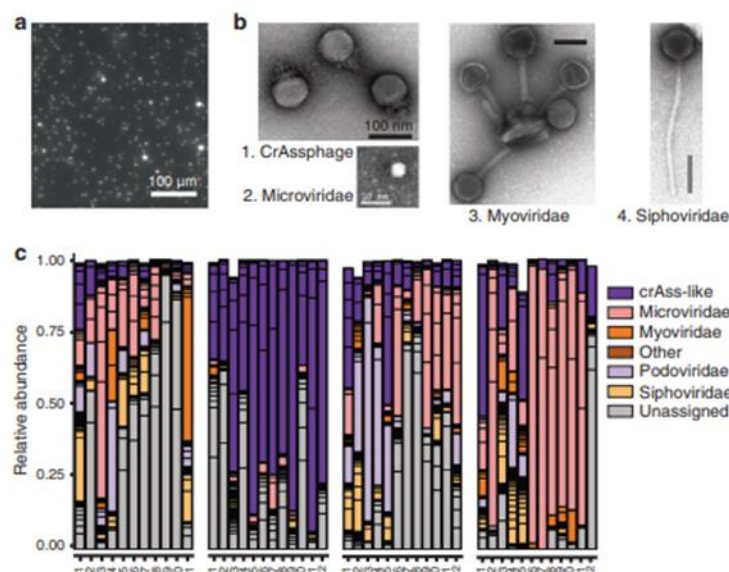 a
b
100 µm
100 nm
1. CrAssphage
2. Microviridae
3. Myoviridae
4. Siphoviridae
c
Relative abundance
1.00
0.75
0.50
0.25
0.00
crAss-like
Microviridae
Myoviridae
Other
Podoviridae
Siphoviridae
Unassigned